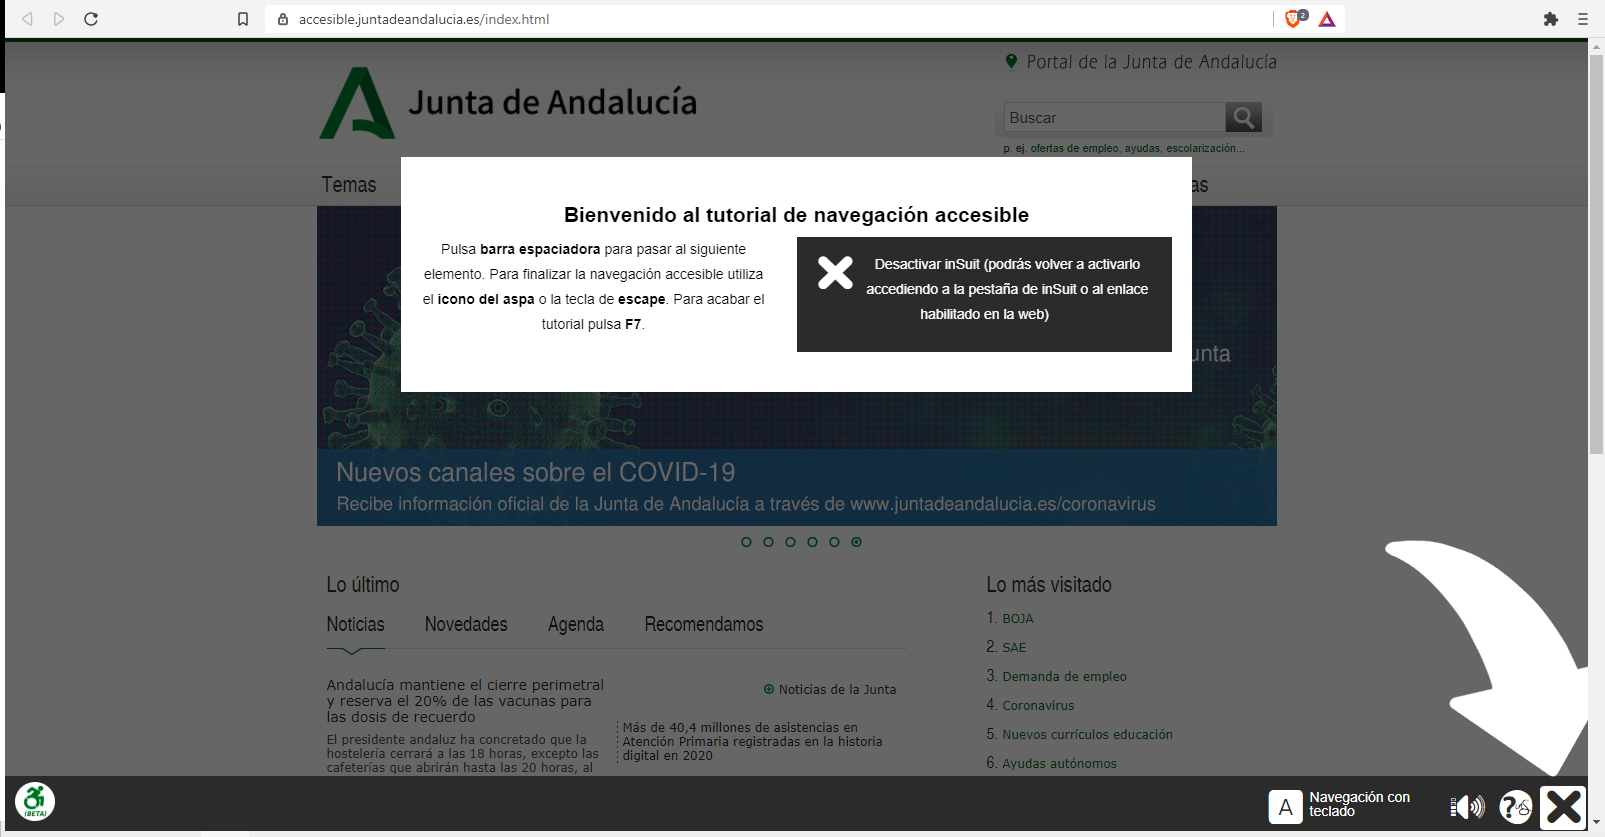 accesible.juntadeandalucia.es/index.html
2
Junta de Andalucía
Portal de la Junta de Andalucía
Buscar
p. ej. ofertas de empleo, ayudas, escolarización...
Temas
as
Bienvenido al tutorial de navegación accesible
Pulsa barra espaciadora para pasar al siguiente
elemento. Para finalizar la navegación accesible utiliza
el icono del aspa o la tecla de escape. Para acabar el
tutorial pulsa F7.
Desactivar inSuit (podrás volver a activarlo
accediendo a la pestaña de inSuit o al enlace
habilitado en la web)
unta
Nuevos canales sobre el COVID-19
Recibe información oficial de la Junta de Andalucía a través de www.juntadeandalucia.es/coronavirus
Lo último
Noticias Novedades Agenda Recomendamos
Andalucía mantiene el cierre perimetral
y reserva el 20% de las vacunas para
las dosis de recuerdo
El presidente andaluz ha concretado que la
hostelería cerrará a las 18 horas, excepto las
cafeterías que abrirán hasta las 20 horas, al
Noticias de la Junta
Más de 40,4 millones de asistencias en
Atención Primaria registradas en la historia
digital en 2020
Lo más visitado
1. BOJA
2. SAE
3. Demanda de empleo
4. Coronavirus
5. Nuevos currículos educación
6. Ayudas autónomos
(BETA)
A
Navegación con
teclado
?